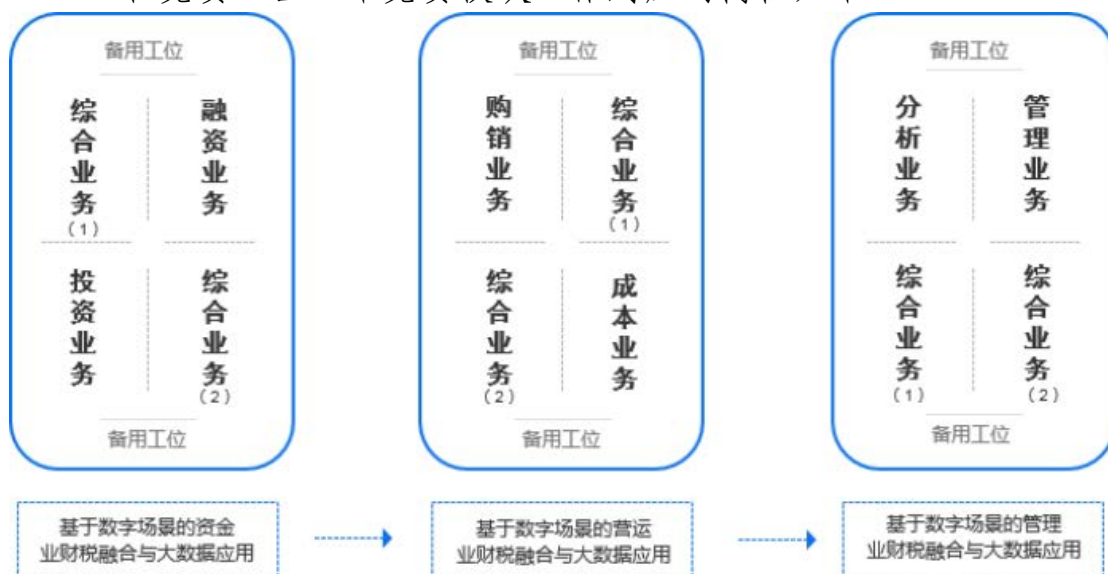 备用工位
综合业务
(1)
融资业务
投资业务
综合业务
(2)
备用工位
备用工位
购销业务
综合业务
(1)
综合业务
(2)
成本业务
备用工位
备用工位
分析业务
管理业务
综合业务
(1)
综合业务
(2)
备用工位
基于数字场景的资金
业财税融合与大数据应用
基于数字场景的营运
业财税融合与大数据应用
基于数字场景的管理
业财税融合与大数据应用